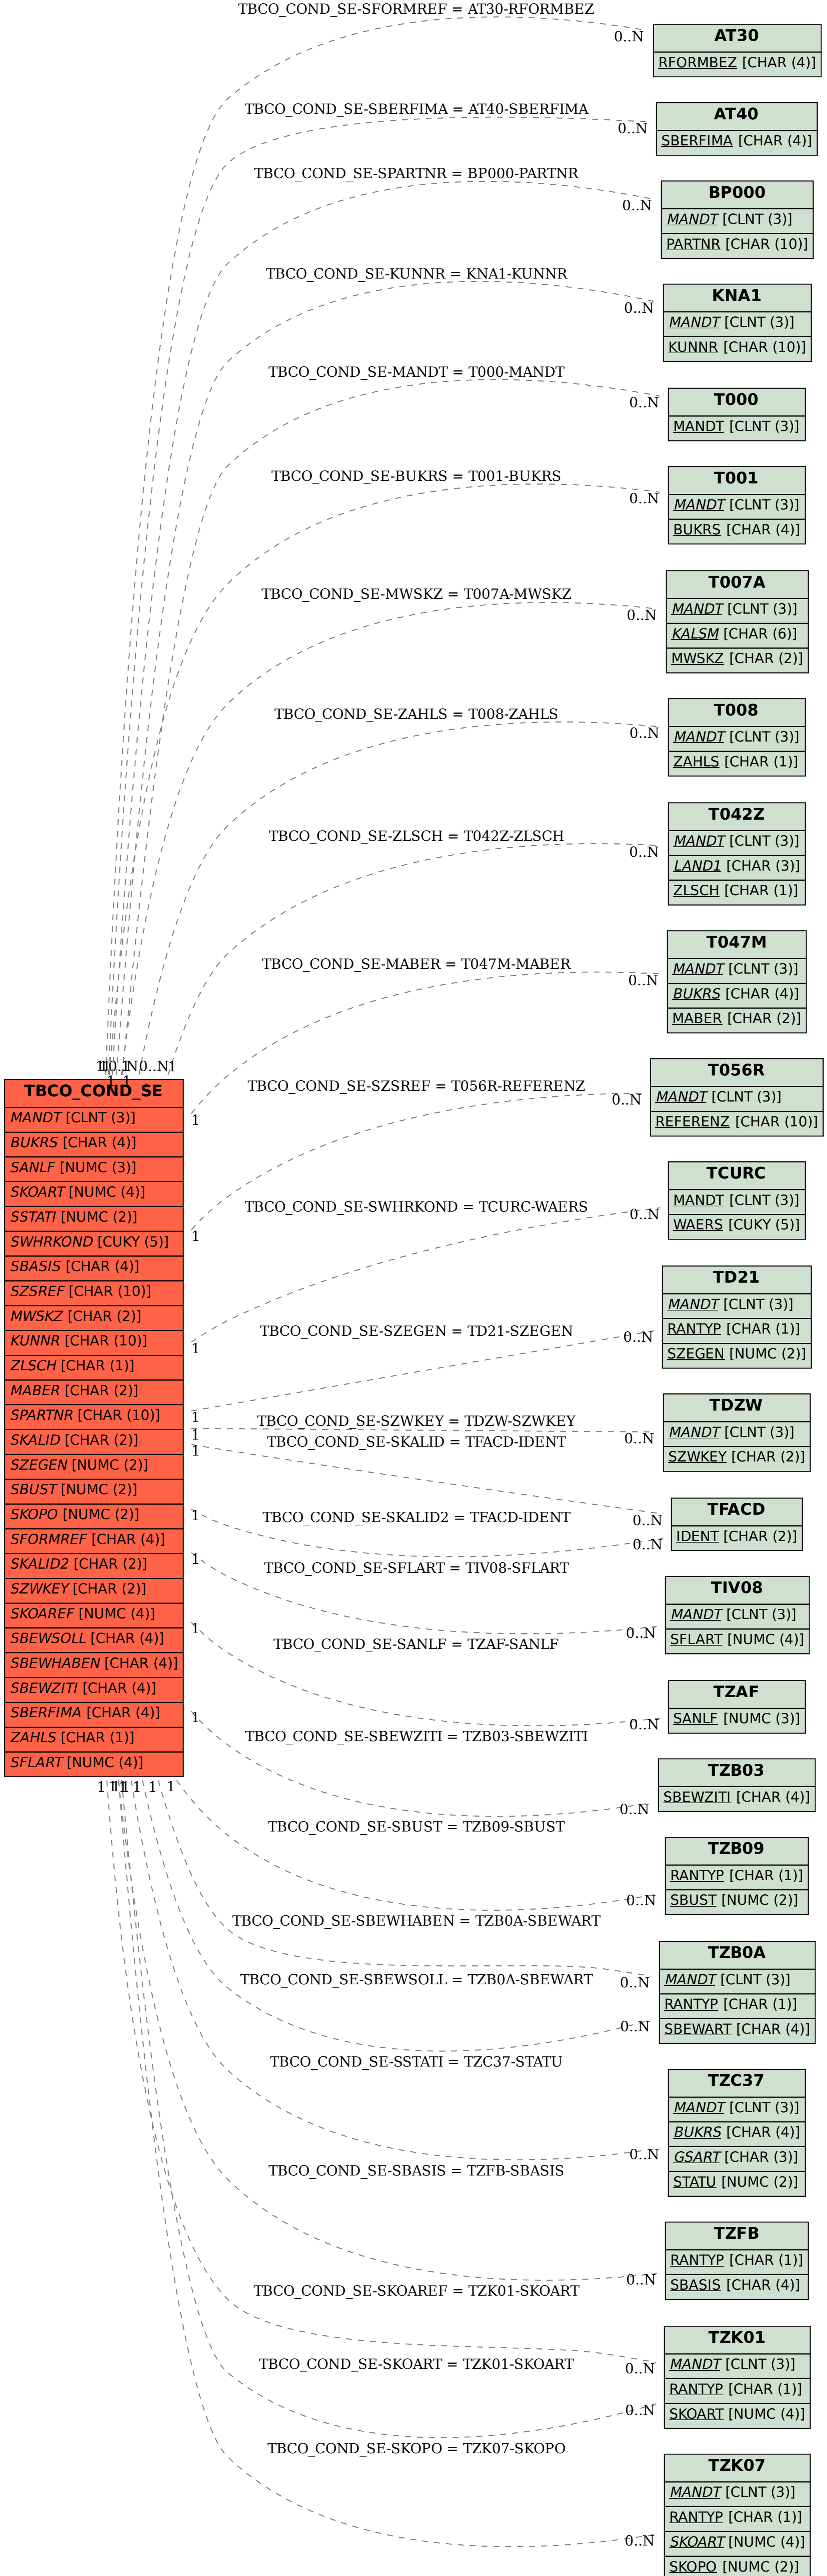 TBCO_COND_SE-SFORMREF = AT30-RFORMBEZ
0..N
AT30
RFORMBEZ [CHAR (4)]
TBCO_COND_SE-SBERFIMA = AT40-SBERFIMA
0..N
AT40
SBERFIMA [CHAR (4)]
TBCO_COND_SE-SPARTNR = BP000-PARTNR
0..N
BP000
MANDT [CLNT (3)]
PARTNR [CHAR (10)]
TBCO_COND_SE-KUNNR = KNA1-KUNNR
0..N
KNA1
MANDT [CLNT (3)]
KUNNR [CHAR (10)]
TBCO_COND_SE-MANDT = T000-MANDT
0..N
T000
MANDT [CLNT (3)]
TBCO_COND_SE-BUKRS = T001-BUKRS
0..N
T001
MANDT [CLNT (3)]
BUKRS [CHAR (4)]
TBCO_COND_SE-MWSKZ = T007A-MWSKZ
0..N
T007A
MANDT [CLNT (3)]
KALSM [CHAR (6)]
MWSKZ [CHAR (2)]
TBCO_COND_SE-ZAHLS = T008-ZAHLS
0..N
T008
MANDT [CLNT (3)]
ZAHLS [CHAR (1)]
TBCO_COND_SE-ZLSCH = T042Z-ZLSCH
0..N
T042Z
MANDT [CLNT (3)]
LAND1 [CHAR (3)]
ZLSCH [CHAR (1)]
TBCO_COND_SE-MABER = T047M-MABER
0..N
T047M
MANDT [CLNT (3)]
BUKRS [CHAR (4)]
MABER [CHAR (2)]
0..N
1
TBCO_COND_SE
MANDT [CLNT (3)]
BUKRS [CHAR (4)]
SANLF [NUMC (3)]
SKOART [NUMC (4)]
SSTATI [NUMC (2)]
SWHRKOND [CUKY (5)]
SBASIS [CHAR (4)]
SZSREF [CHAR (10)]
MWSKZ [CHAR (2)]
KUNNR [CHAR (10)]
ZLSCH [CHAR (1)]
MABER [CHAR (2)]
SPARTNR [CHAR (10)]
SKALID [CHAR (2)]
SZEGEN [NUMC (2)]
SBUST [NUMC (2)]
SKOPO [NUMC (2)]
SFORMREF [CHAR (4)]
SKALID2 [CHAR (2)]
SZWKEY [CHAR (2)]
SKOAREF [NUMC (4)]
SBEWSOLL [CHAR (4)]
SBEWHABEN [CHAR (4)]
SBEWZITI [CHAR (4)]
SBERFIMA [CHAR (4)]
ZAHLS [CHAR (1)]
SFLART [NUMC (4)]
1
TBCO_COND_SE-SZSREF = T056R-REFERENZ
0..N
T056R
MANDT [CLNT (3)]
REFERENZ [CHAR (10)]
1
TBCO_COND_SE-SWHRKOND = TCURC-WAERS
0..N
TCURC
MANDT [CLNT (3)]
WAERS [CUKY (5)]
1
TBCO_COND_SE-SZEGEN = TD21-SZEGEN
0..N
TD21
MANDT [CLNT (3)]
RANTYP [CHAR (1)]
SZEGEN [NUMC (2)]
1
TBCO_COND_SE-SZWKEY = TDZW-SZWKEY
0..N
TDZW
MANDT [CLNT (3)]
SZWKEY [CHAR (2)]
1
TBCO_COND_SE-SKALID = TFACD-IDENT
1
0..N
TFACD
IDENT [CHAR (2)]
TBCO_COND_SE-SKALID2 = TFACD-IDENT
1
0..N
TBCO_COND_SE-SFLART = TIV08-SFLART
1
0..N
TIV08
MANDT [CLNT (3)]
SFLART [NUMC (4)]
TBCO_COND_SE-SANLF = TZAF-SANLF
1
0..N
TZAF
SANLF [NUMC (3)]
TBCO_COND_SE-SBEWZITI = TZB03-SBEWZITI
1
0..N
TZB03
SBEWZITI [CHAR (4)]
1
1
1
1
TBCO_COND_SE-SBUST = TZB09-SBUST
0..N
TZB09
RANTYP [CHAR (1)]
SBUST [NUMC (2)]
TBCO_COND_SE-SBEWHABEN = TZB0A-SBEWART
0..N
TZB0A
MANDT [CLNT (3)]
RANTYP [CHAR (1)]
SBEWART [CHAR (4)]
TBCO_COND_SE-SBEWSOLL = TZB0A-SBEWART
0..N
TBCO_COND_SE-SSTATI = TZC37-STATU
0..N
TZC37
MANDT [CLNT (3)]
BUKRS [CHAR (4)]
GSART [CHAR (3)]
STATU [NUMC (2)]
TBCO_COND_SE-SBASIS = TZFB-SBASIS
0..N
TZFB
RANTYP [CHAR (1)]
SBASIS [CHAR (4)]
TBCO_COND_SE-SKOAREF = TZK01-SKOART
0..N
TZK01
MANDT [CLNT (3)]
RANTYP [CHAR (1)]
SKOART [NUMC (4)]
TBCO_COND_SE-SKOART = TZK01-SKOART
0..N
TBCO_COND_SE-SKOPO = TZK07-SKOPO
0..N
TZK07
MANDT [CLNT (3)]
RANTYP [CHAR (1)]
SKOART [NUMC (4)]
SKOPO [NUMC (2)]